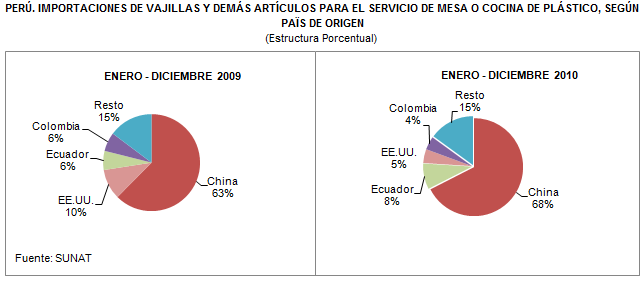 PERÚ. IMPORTACIONES DE VAJILLAS Y DEMÁS ARTÍCULOS PARA EL SERVICIO DE MESA O COCINA DE PLÁSTICO, SEGÚN
PAÍS DE ORIGEN
(Estructura Porcentual)
ENERO - DICIEMBRE 2009
Resto
15%
Colombia
6%
Ecuador
6%
EE.UU.
10%
China
63%
Fuente: SUNAT
ENERO - DICIEMBRE 2010
Resto
15%
Colombia
4%
EE.UU.
5%
Ecuador
8%
China
68%